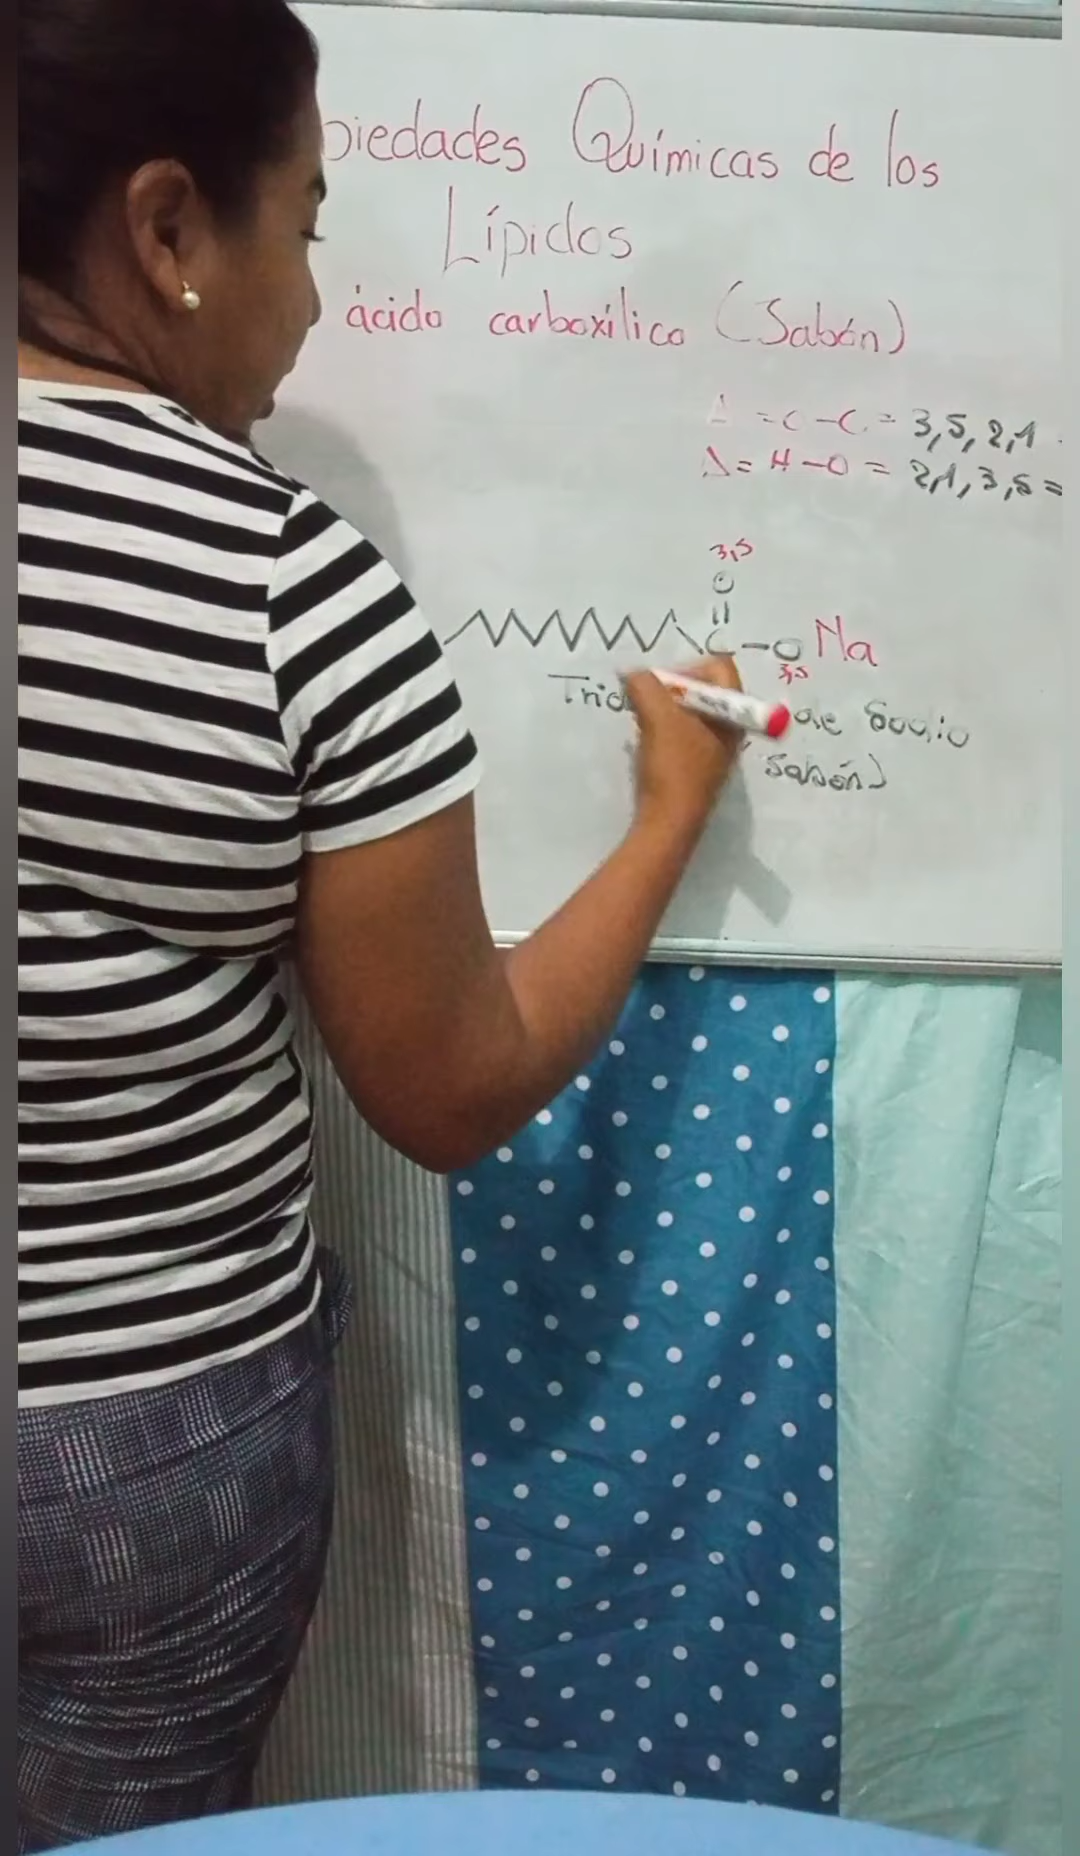 piedades Químicas de los
Lípidos
ácido carboxílico (Sabón)
Δ = C - C = 3,5, 2,1
Δ = H - O = 2,1, 3,5 =
3,5
O
C - O Na
3,5
Trid de Sodio
Sabón)